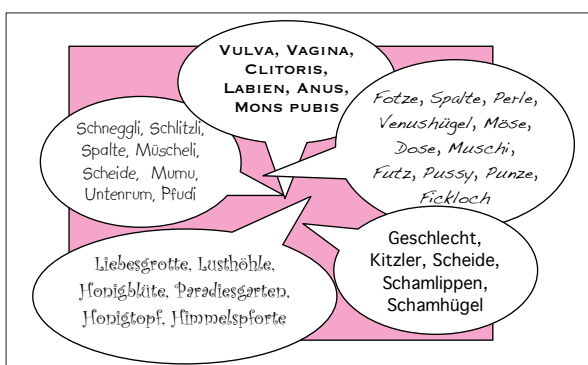 VULVA, VAGINA,
CLITORIS,
LABIEN, ANUS,
MONS PUBIS
Fotze, Spalte, Perle,
Venushügel, Möse,
Dose, Muschi,
Futz, Pussy, Punze,
Fickloch
Schneggli, Schlitzli,
Spalte, Müscheli,
Scheide, Mumu,
Untenrum, Pfudi
Geschlecht,
Kitzler, Scheide,
Schamlippen,
Schamhügel
Liebesgrotte, Lusthöhle,
Honigblüte, Paradiesgarten,
Honigtopf, Himmelspforte